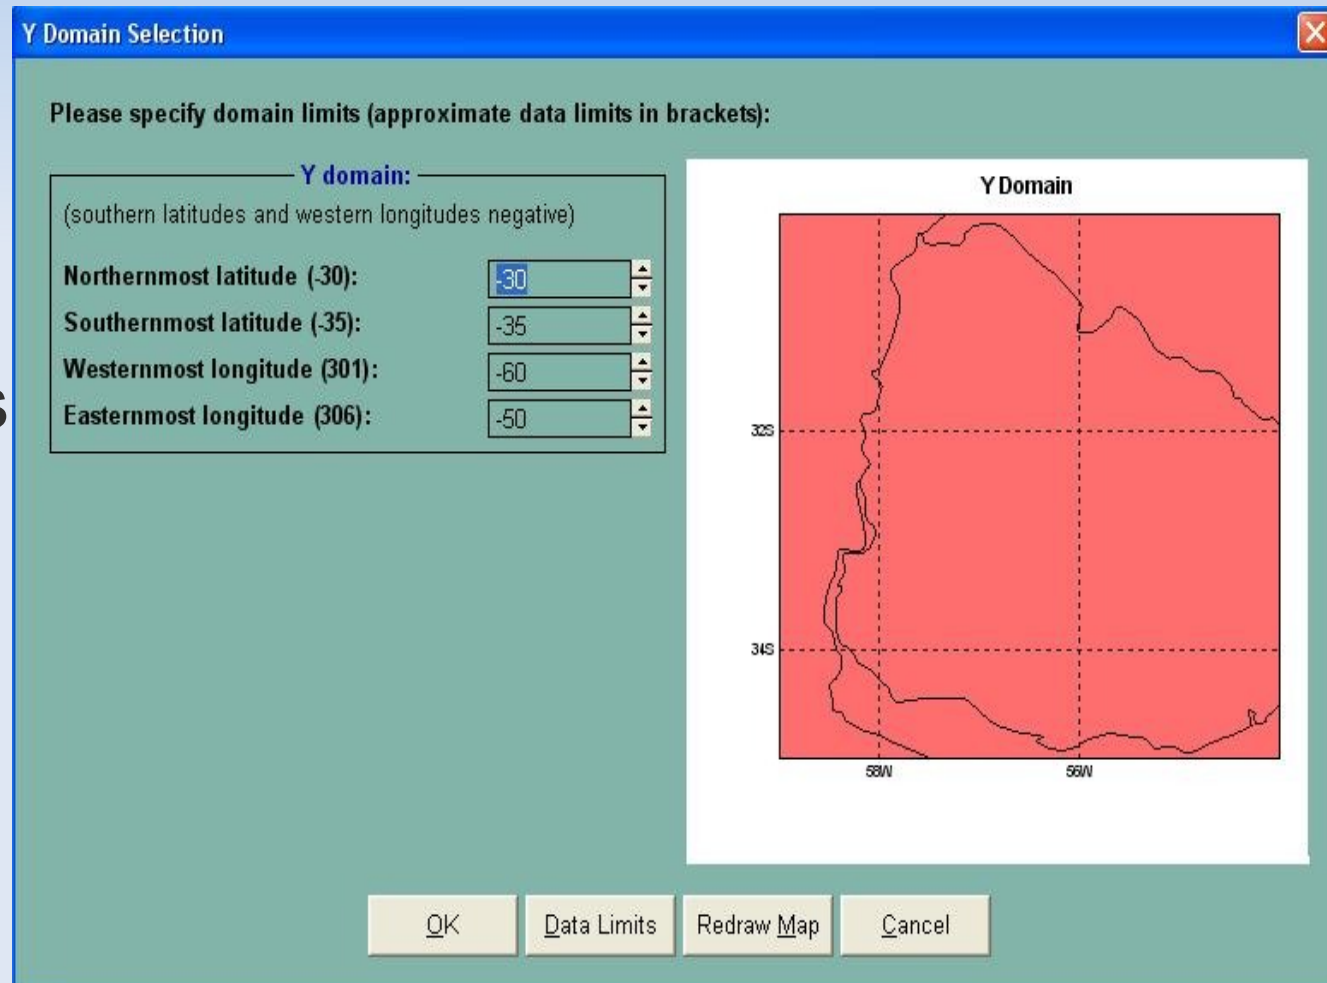 Y Domain Selection
Please specify domain limits (approximate data limits in brackets):
Y domain:
(southern latitudes and western longitudes negative)
Northernmost latitude (-30): -30
Southernmost latitude (-35): -35
Westernmost longitude (301): -60
Easternmost longitude (306): -50
s
Y Domain
32S
34S
58W 56W
OK Data Limits Redraw Map Cancel